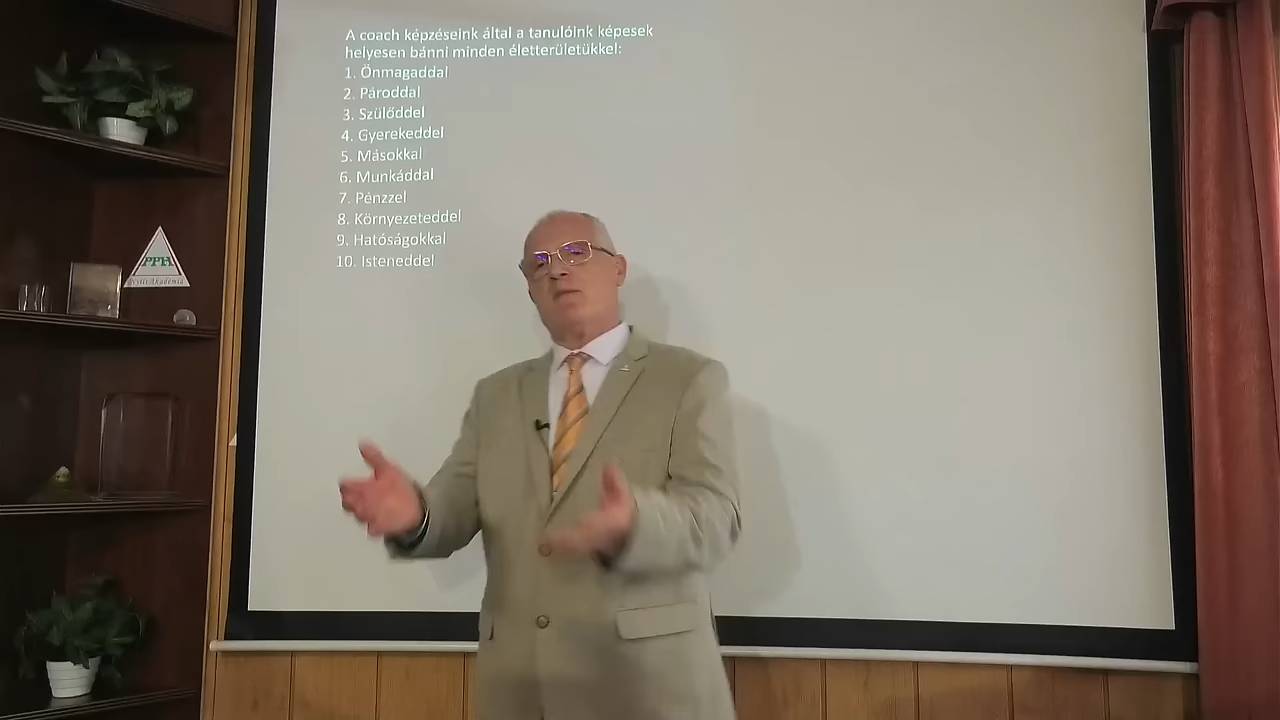 A coach képzéseink által a tanulóink képesek
helyesen bánni minden életterületükkel:
1. Önmagaddal
2. Pároddal
3. Szülőddel
4. Gyerekeddel
5. Másokkal
6. Munkáddal
7. Pénzzel
8. Környezeteddel
9. Hatóságokkal
10. Isteneddel
PPH